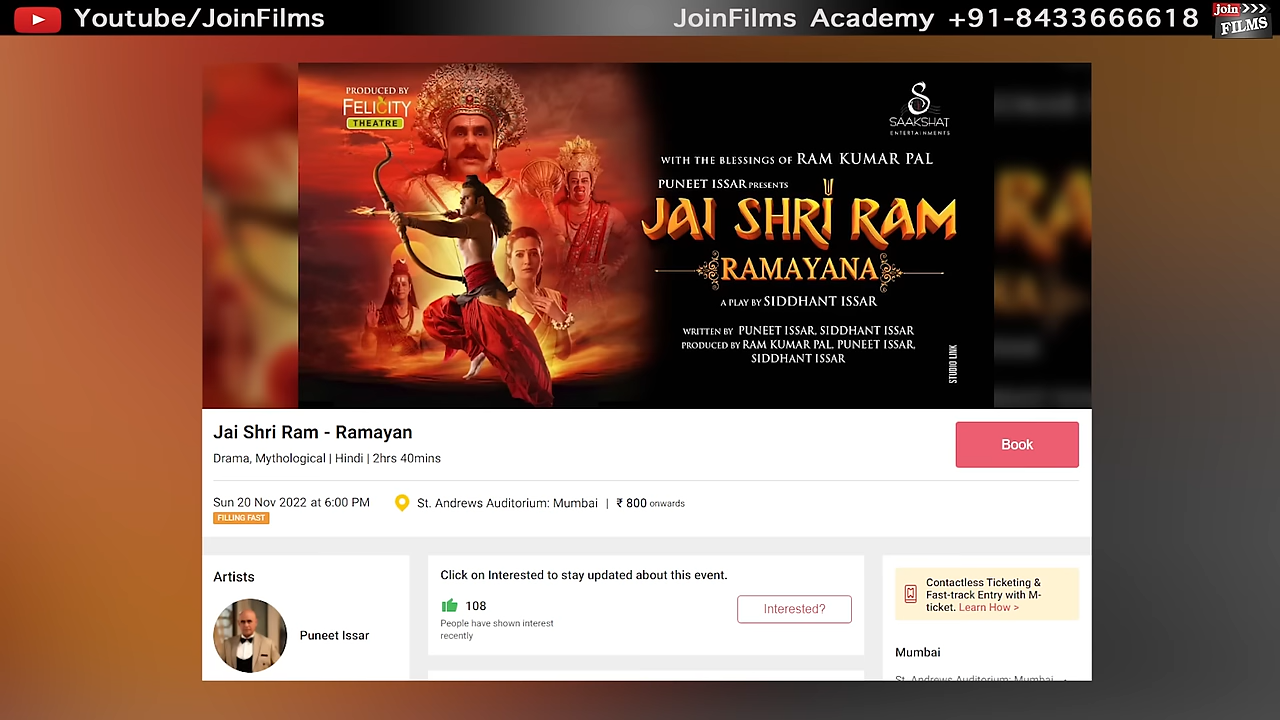 Youtube/JoinFilms
JoinFilms Academy +91-8433666618
Join
FILMS
PRODUCED BY
FELICITY
THEATRE
S
SAAKSHAT
ENTERTAINMENTS
WITH THE BLESSINGS OF RAM KUMAR PAL
PUNEET ISSAR PRESENTS
JAI SHRI RAM
RAMAYANA
A PLAY BY SIDDHANT ISSAR
WRITTEN BY PUNEET ISSAR, SIDDHANT ISSAR
PRODUCED BY RAM KUMAR PAL, PUNEET ISSAR,
SIDDHANT ISSAR
STUDIO LINK
Jai Shri Ram - Ramayan
Book
Drama, Mythological | Hindi | 2hrs 40mins
Sun 20 Nov 2022 at 6:00 PM
St. Andrews Auditorium: Mumbai | ₹ 800 onwards
FILLING FAST
Artists
Puneet Issar
Click on Interested to stay updated about this event.
108
People have shown interest
recently
Interested?
Contactless Ticketing &
Fast-track Entry with M-
ticket. Learn How >
Mumbai
St. Andrews Auditorium: Mumbai